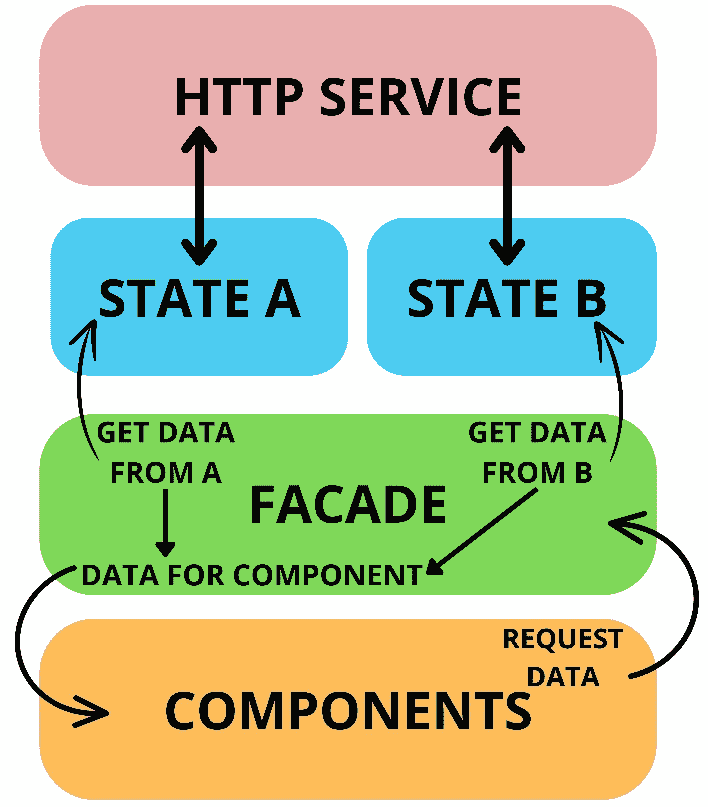 HTTP SERVICE
STATE A
STATE B
GET DATA
FROM A
GET DATA
FROM B
FACADE
DATA FOR COMPONENT
REQUEST
DATA
COMPONENTS